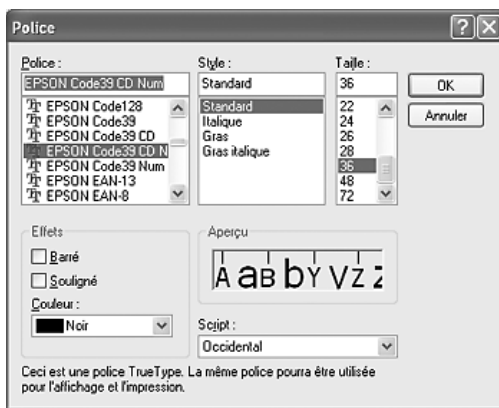 Police
Police :
EPSON Code39 CD Num
EPSON Code128
EPSON Code39
EPSON Code39 CD
EPSON Code39 CD N
EPSON Code39 Num
EPSON EAN-13
EPSON EAN-8
Style :
Standard
Standard
Italique
Gras
Gras italique
Taille :
36
22
24
26
28
36
48
72
OK
Annuler
Effets
Barré
Souligné
Couleur :
Noir
Aperçu
AaBbYyZz
Script :
Occidental
Ceci est une police TrueType. La même police pourra être utilisée
pour l'affichage et l'impression.